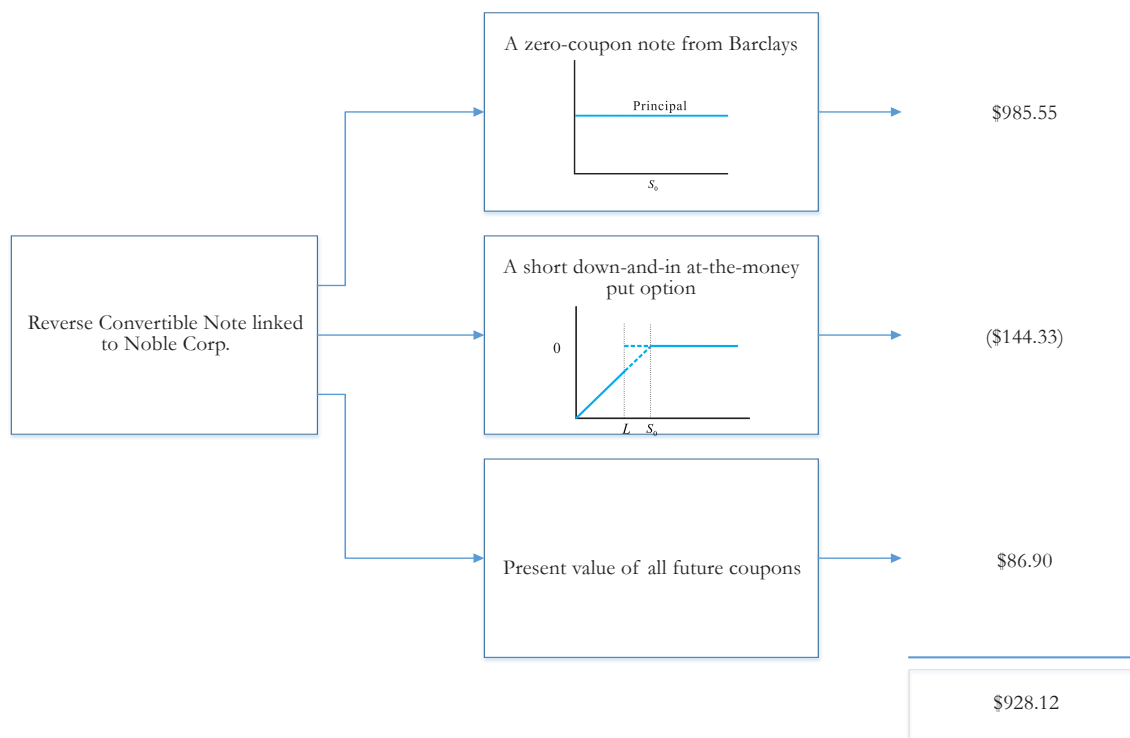 A zero-coupon note from Barclays
Principal
S₀
$985.55
Reverse Convertible Note linked
to Noble Corp.
A short down-and-in at-the-money
put option
0
L S₀
($144.33)
Present value of all future coupons
$86.90
$928.12